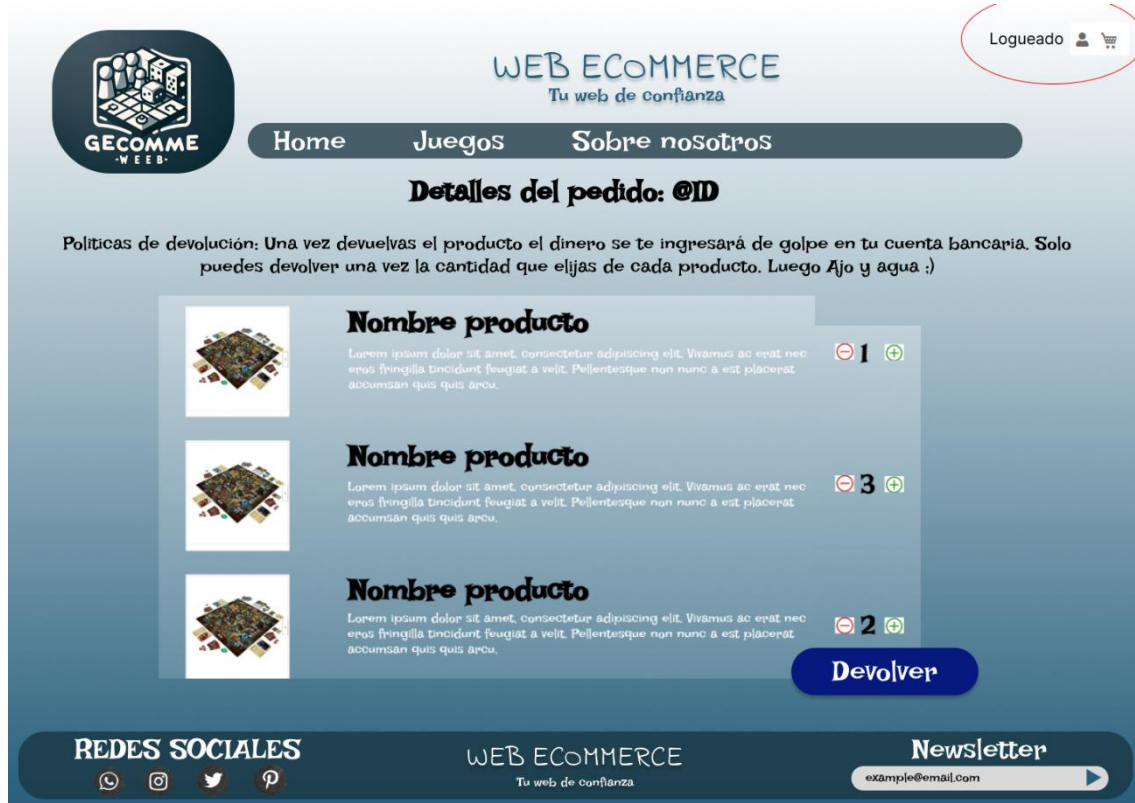 Logueado
WEB ECOMMERCE
Tu web de confianza
GECOMME
·WEEB·
Home Juegos Sobre nosotros
Detalles del pedido: @ID
Politicas de devolución: Una vez devuelvas el producto el dinero se te ingresará de golpe en tu cuenta bancaria. Solo
puedes devolver una vez la cantidad que elijas de cada producto. Luego Ajo y agua ;)
Nombre producto
Lorem ipsum dolor sit amet, consectetur adipiscing elit. Vivamus ac erat nec
eros fringilla tincidunt feugiat a velit. Pellentesque non nunc a est placerat
accumsan quis quis arcu.
1
Nombre producto
Lorem ipsum dolor sit amet, consectetur adipiscing elit. Vivamus ac erat nec
eros fringilla tincidunt feugiat a velit. Pellentesque non nunc a est placerat
accumsan quis quis arcu.
3
Nombre producto
Lorem ipsum dolor sit amet, consectetur adipiscing elit. Vivamus ac erat nec
eros fringilla tincidunt feugiat a velit. Pellentesque non nunc a est placerat
accumsan quis quis arcu.
2
Devolver
REDES SOCIALES
WEB ECOMMERCE
Tu web de confianza
Newsletter
example@email.com